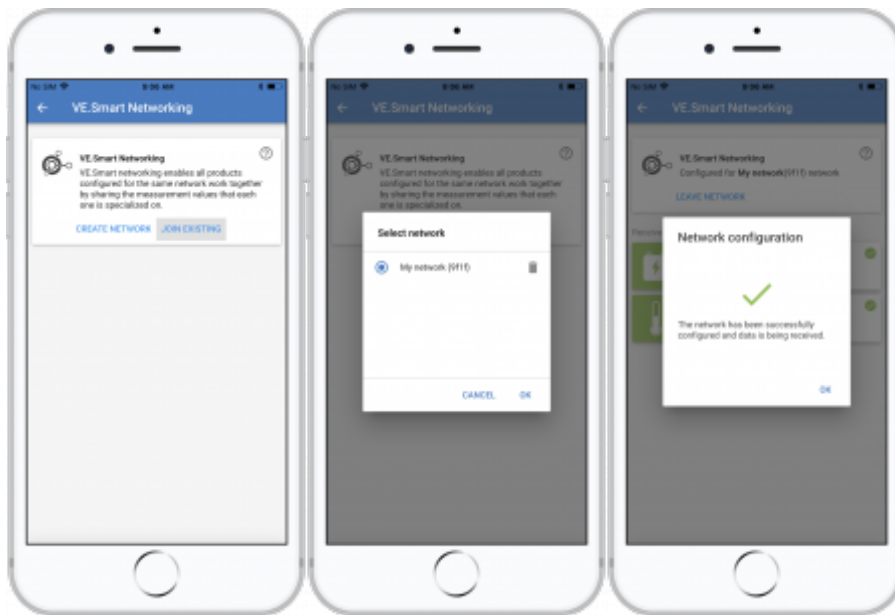 No SIM 9:06 AM
VE.Smart Networking
VE.Smart Networking
VE.Smart networking enables all products
configured for the same network work together
by sharing the measurement values that each
one is specialized on.
CREATE NETWORK JOIN EXISTING
No SIM 9:06 AM
VE.Smart Networking
VE.Smart Networking
VE.Smart networking enables all products
configured for the same network work together
by sharing the measurement values that each
one is specialized on.
Select network
My network (9f1f)
CANCEL OK
No SIM 9:06 AM
VE.Smart Networking
VE.Smart Networking
Configured for My network(9f1f) network
LEAVE NETWORK
Network configuration
The network has been successfully
configured and data is being received.
OK